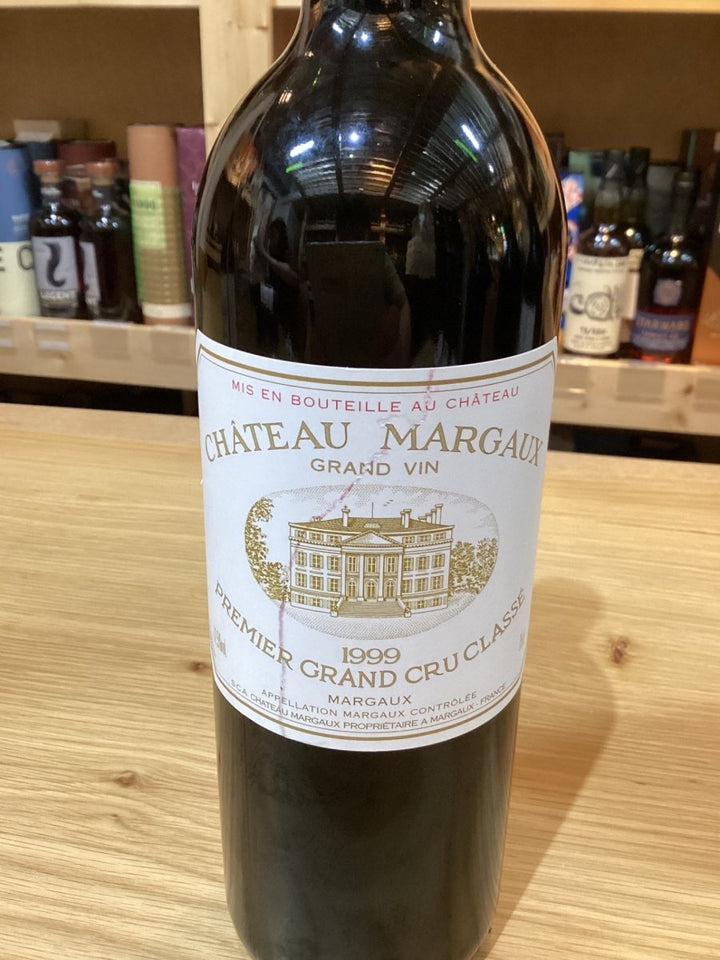 MIS EN BOUTEILLE AU CHÂTEAU
CHÂTEAU MARGAUX
GRAND VIN
PREMIER GRAND CRU CLASSÉ
1999
MARGAUX
APPELLATION MARGAUX CONTRÔLÉE
S.C.A. CHATEAU MARGAUX PROPRIÉTAIRE A MARGAUX - FRANCE